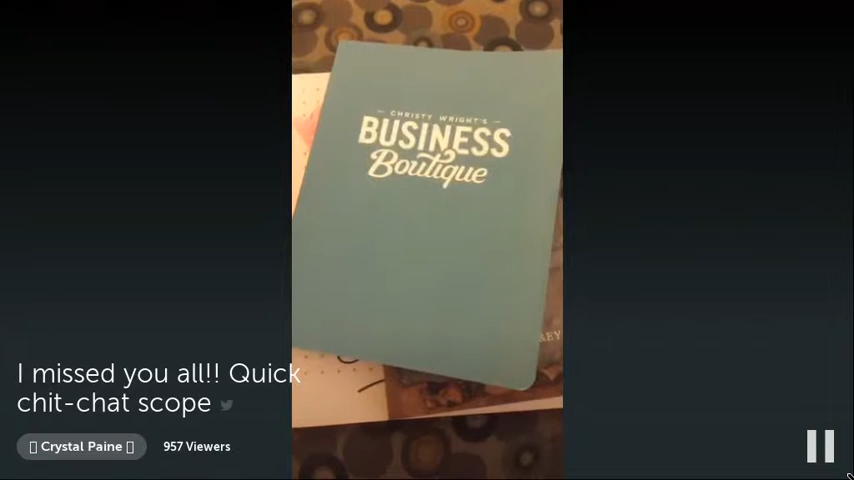 CHRISTY WRIGHT'S
BUSINESS
Boutique
I missed you all!! Quick
chit-chat scope
Crystal Paine
957 Viewers